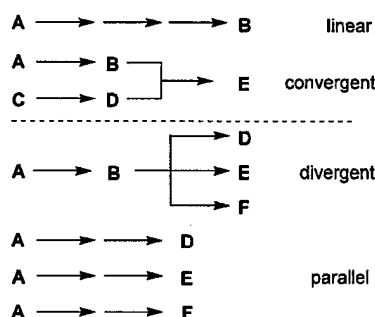 A B linear
A B
E convergent
C D
D
A B E divergent
F
A D
A E parallel
A F